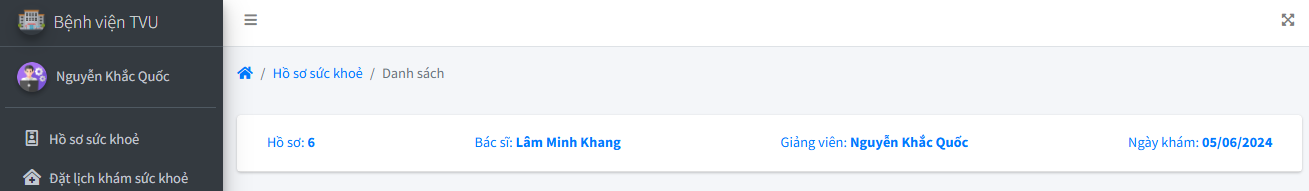 Bệnh viện TVU
Nguyễn Khắc Quốc
Hồ sơ sức khoẻ
Đặt lịch khám sức khoẻ
/ Hồ sơ sức khoẻ / Danh sách
Hồ sơ: 6 Bác sĩ: Lâm Minh Khang Giảng viên: Nguyễn Khắc Quốc Ngày khám: 05/06/2024